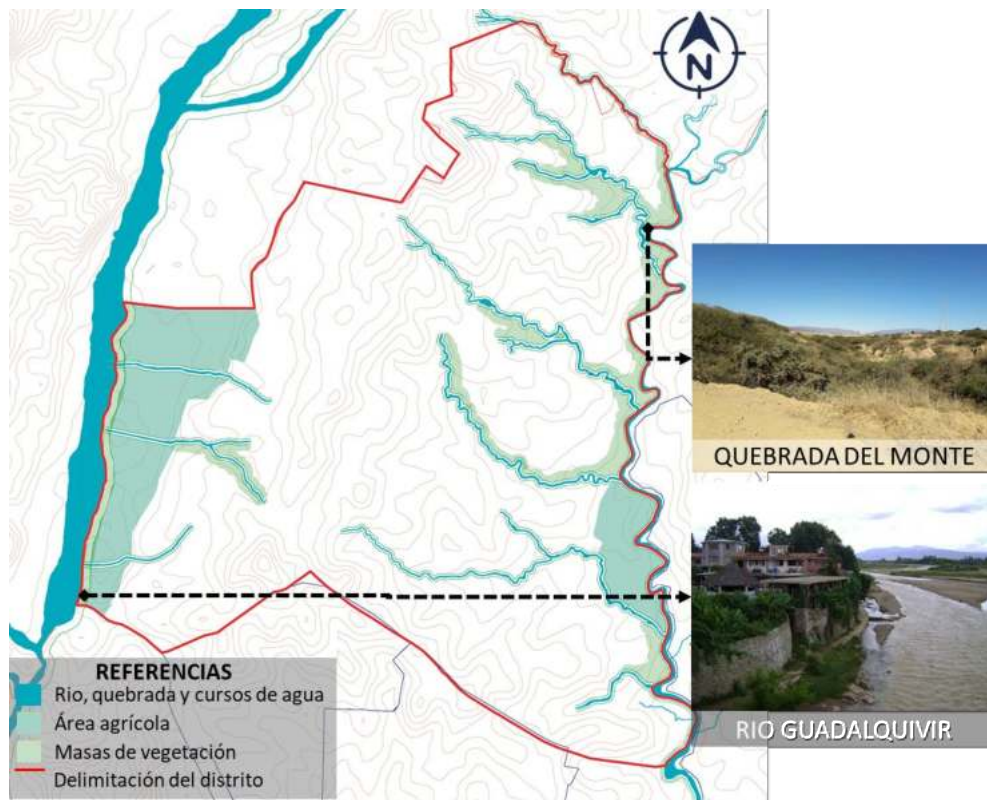 N
QUEBRADA DEL MONTE
RIO GUADALQUIVIR
REFERENCIAS
Rio, quebrada y cursos de agua
Área agrícola
Masas de vegetación
Delimitación del distrito